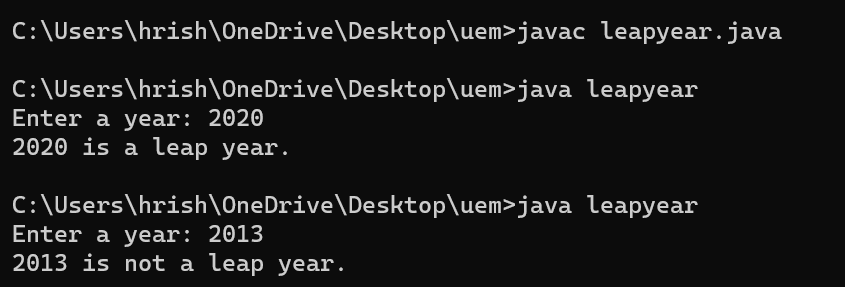 C:\Users\hrish\OneDrive\Desktop\uem>javac leapyear.java
C:\Users\hrish\OneDrive\Desktop\uem>java leapyear
Enter a year: 2020
2020 is a leap year.
C:\Users\hrish\OneDrive\Desktop\uem>java leapyear
Enter a year: 2013
2013 is not a leap year.